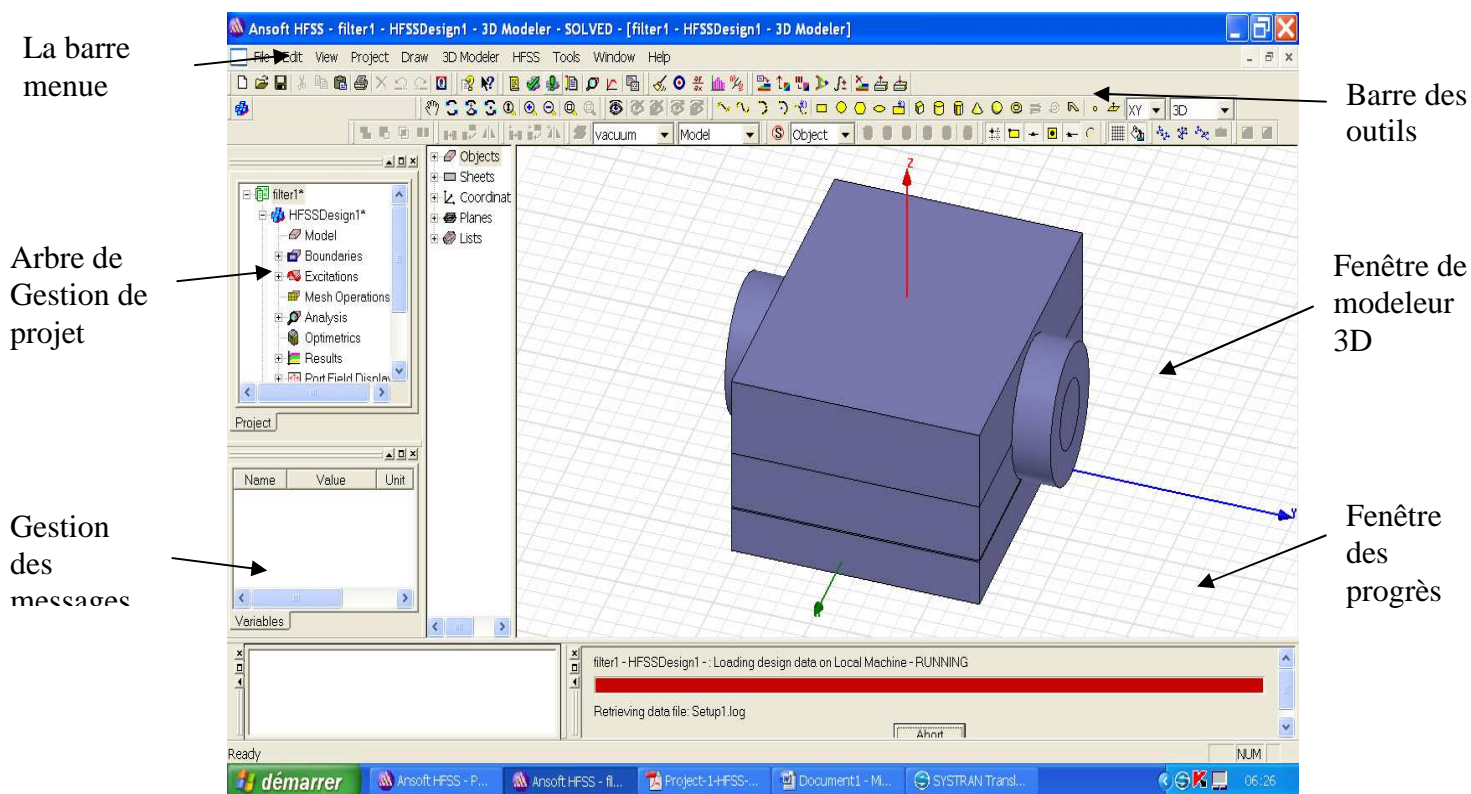 La barre
menue
Arbre de
Gestion de
projet
Gestion
des
messages
Ansoft HFSS - filter1 - HFSSDesign1 - 3D Modeler - SOLVED - [filter1 - HFSSDesign1 - 3D Modeler]
File Edit View Project Draw 3D Modeler HFSS Tools Window Help
XY 3D
vacuum Model Object
filter1*
HFSSDesign1*
Model
Boundaries
Excitations
Mesh Operations
Analysis
Optimetrics
Results
Port Field Display
Project
Name Value Unit
Variables
Objects
Sheets
Coordinat
Planes
Lists
Z
Y
filter1 - HFSSDesign1 - : Loading design data on Local Machine - RUNNING
Retrieving data file: Setup1.log
Abort
Ready
NUM
démarrer
Ansoft HFSS - P...
Ansoft HFSS - fil...
Project-1-HFSS-...
Document1 - Mi...
SYSTRAN Transl...
06:26
Barre des
outils
Fenêtre de
modeleur
3D
Fenêtre
des
progrès